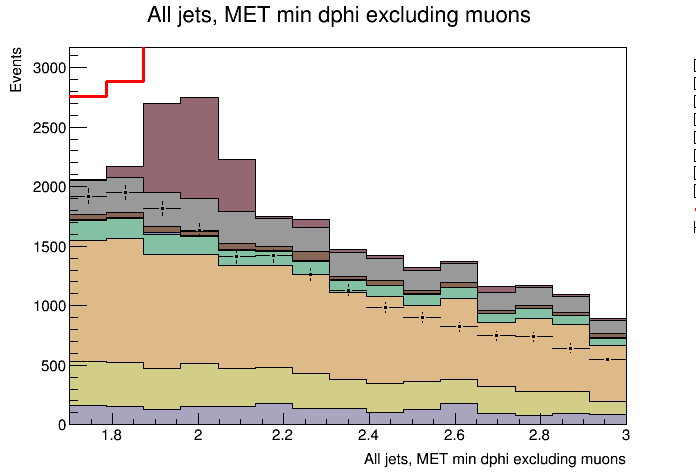 All jets, MET min dphi excluding muons
Events
3000
2500
2000
1500
1000
500
0
1.8 2 2.2 2.4 2.6 2.8 3
All jets, MET min dphi excluding muons